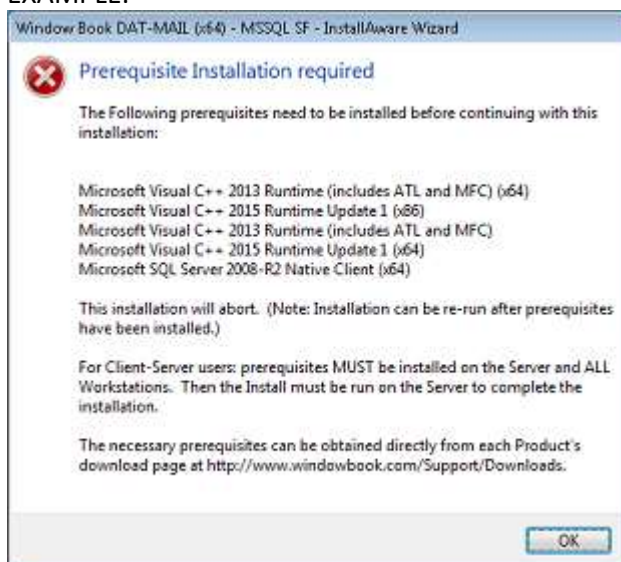 EXAMPLE:
Window Book DAT-MAIL (x64) - MSSQL SF - InstallAware Wizard
Prerequisite Installation required
The Following prerequisites need to be installed before continuing with this
installation:
Microsoft Visual C++ 2013 Runtime (includes ATL and MFC) (x64)
Microsoft Visual C++ 2015 Runtime Update 1 (x86)
Microsoft Visual C++ 2013 Runtime (includes ATL and MFC)
Microsoft Visual C++ 2015 Runtime Update 1 (x64)
Microsoft SQL Server 2008-R2 Native Client (x64)
This installation will abort. (Note: Installation can be re-run after prerequisites
have been installed.)
For Client-Server users: prerequisites MUST be installed on the Server and ALL
Workstations. Then the Install must be run on the Server to complete the
installation.
The necessary prerequisites can be obtained directly from each Product's
download page at http://www.windowbook.com/Support/Downloads.
OK